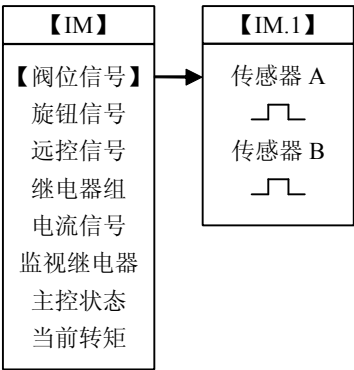 【IM】
【阀位信号】
旋钮信号
远控信号
继电器组
电流信号
监视继电器
主控状态
当前转矩
【IM.1】
传感器 A
传感器 B